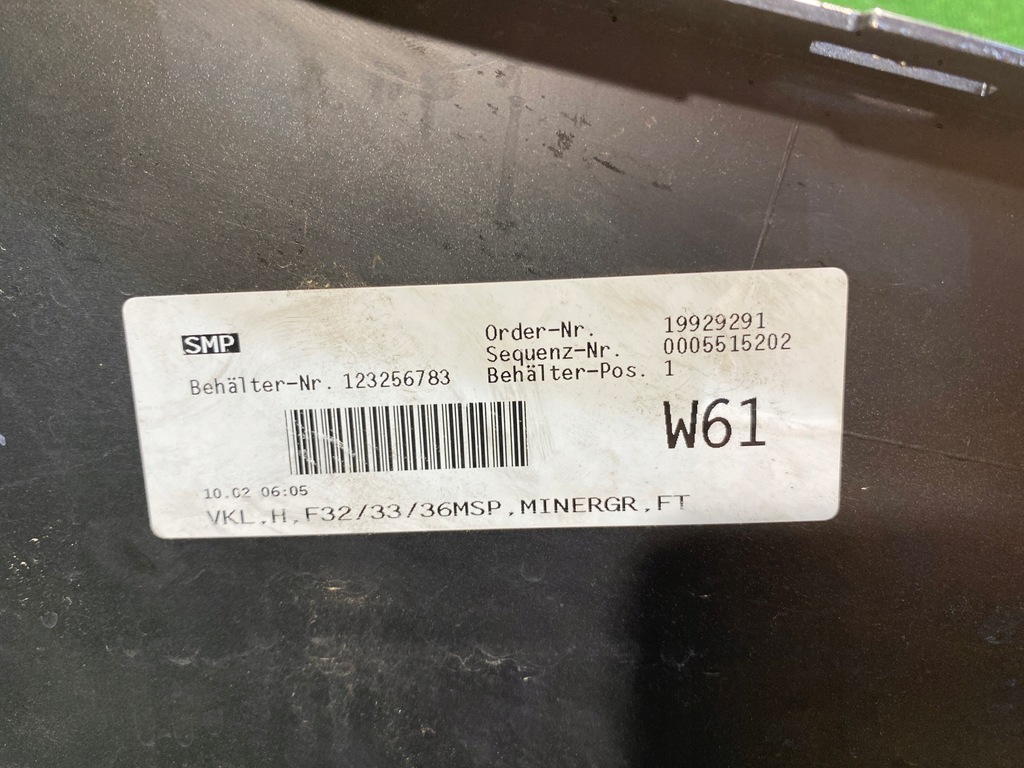 SMP
Order-Nr. 19929291
Sequenz-Nr. 0005515202
Behälter-Nr. 123256783
Behälter-Pos. 1
W61
10.02 06:05
VKL,H,F32/33/36MSP,MINERGR,FT